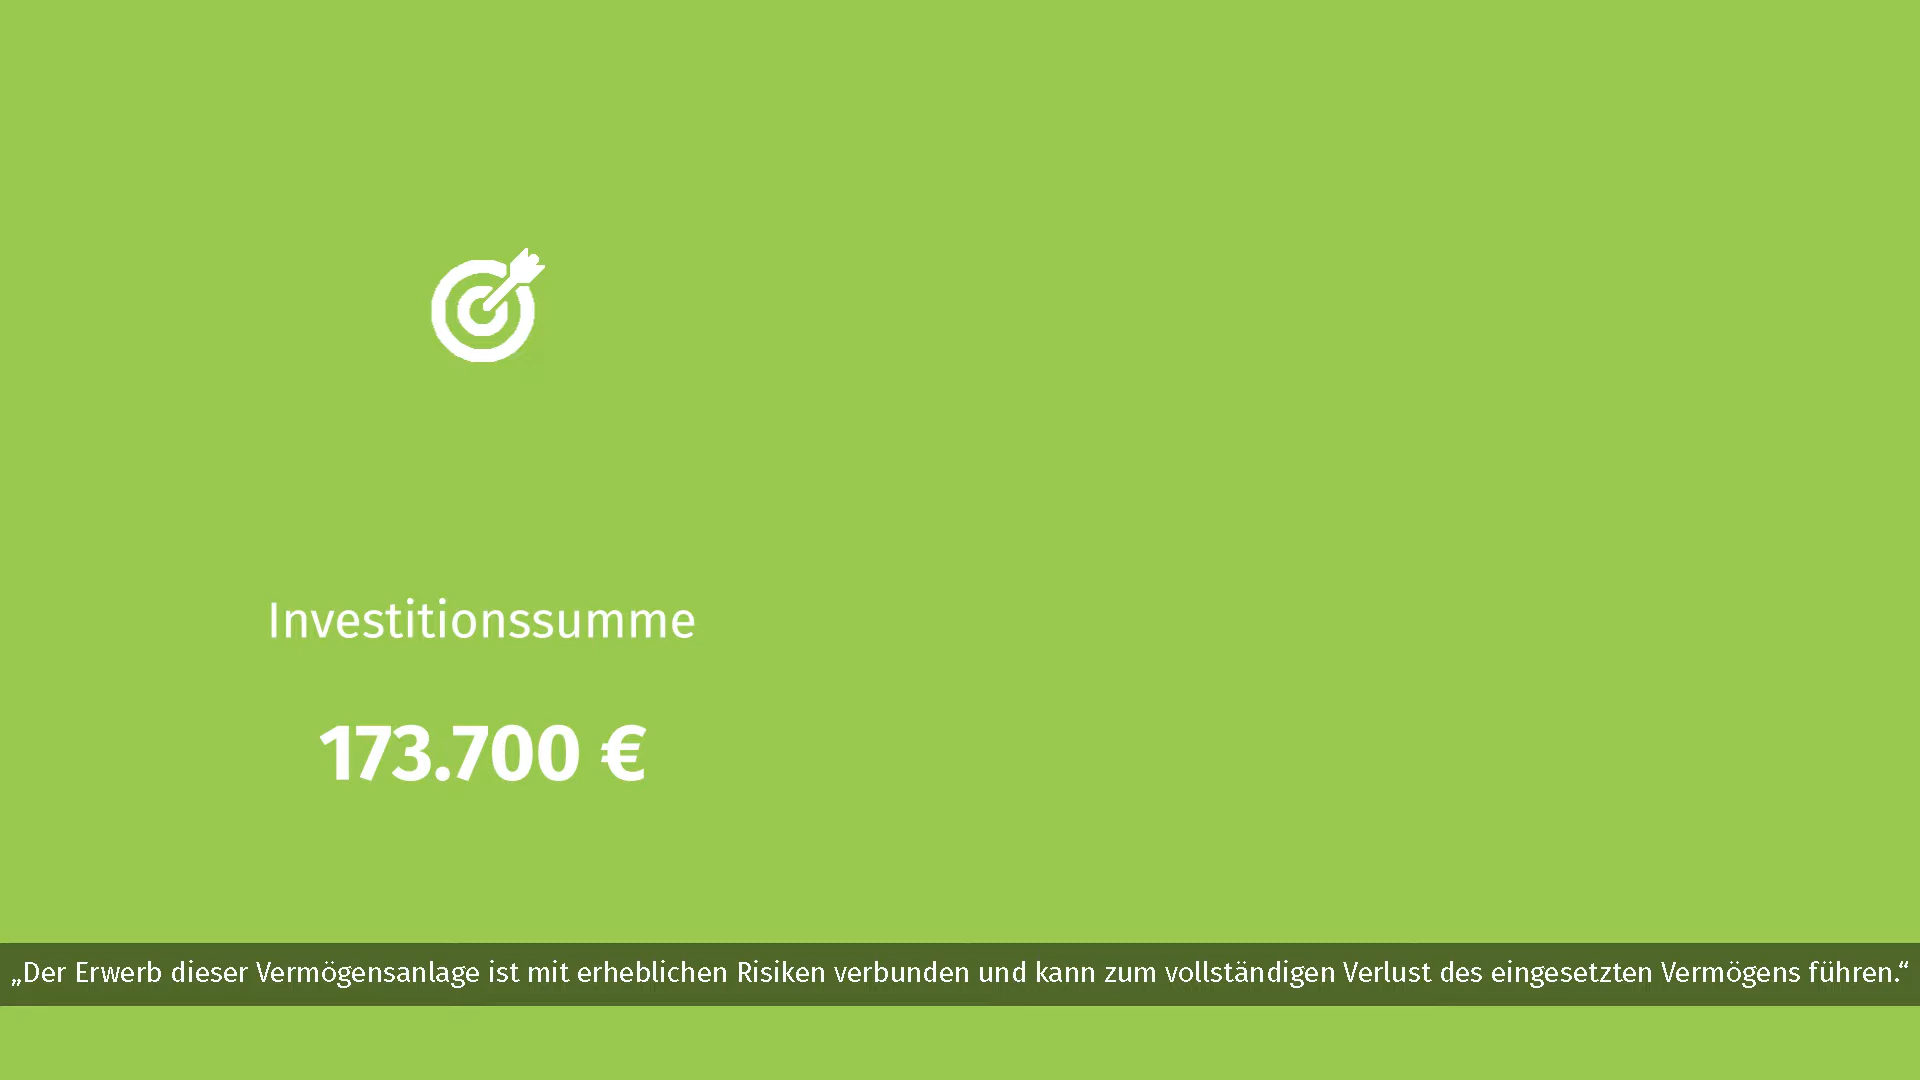 Investitionssumme
173.700 €
„Der Erwerb dieser Vermögensanlage ist mit erheblichen Risiken verbunden und kann zum vollständigen Verlust des eingesetzten Vermögens führen.“